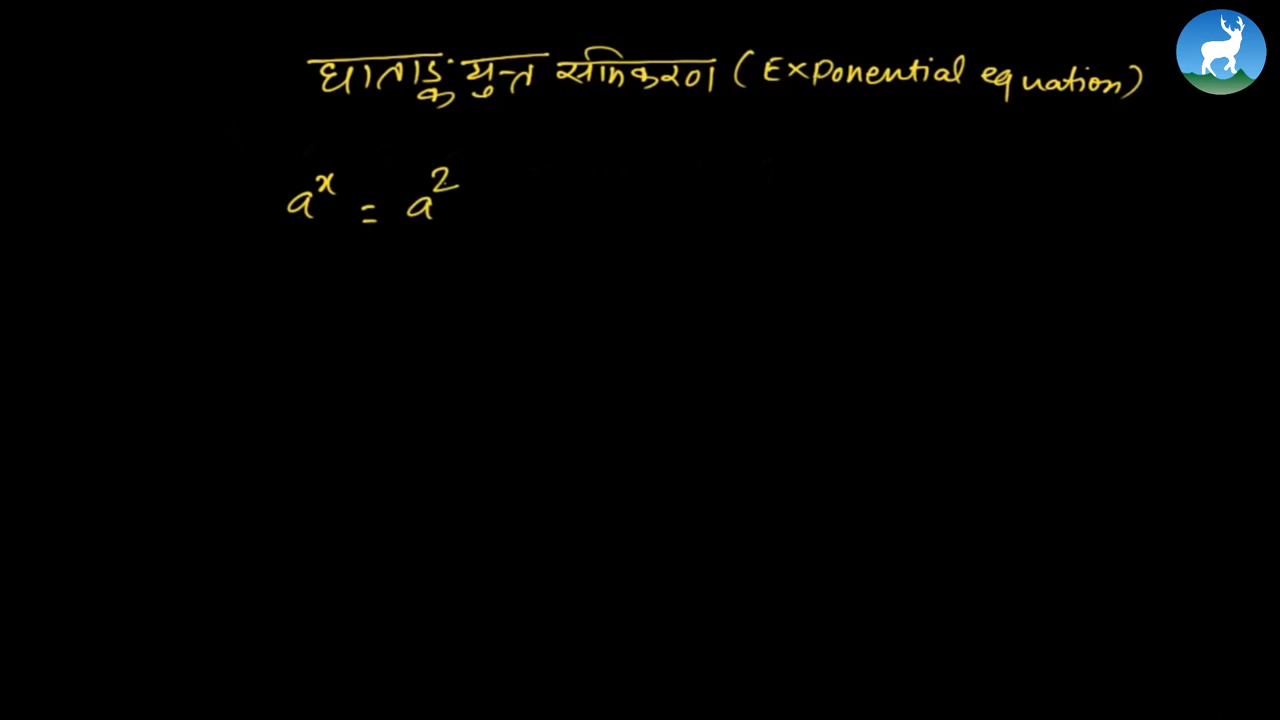 घाताङ्क युक्त समिकरण (Exponential equation)
a^x = a^2